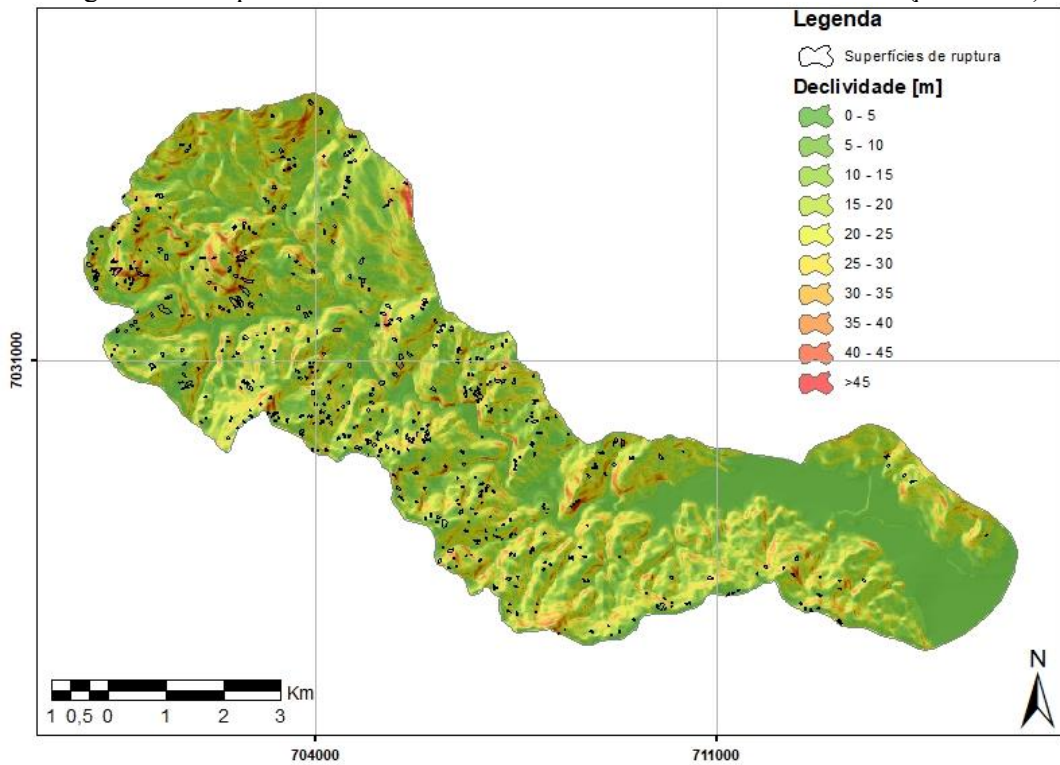 Legenda
Superfícies de ruptura
Declividade [m]
0 - 5
5 - 10
10 - 15
15 - 20
20 - 25
25 - 30
30 - 35
35 - 40
40 - 45
>45
7031000
N
Km
1 0,5 0 1 2 3
704000
711000